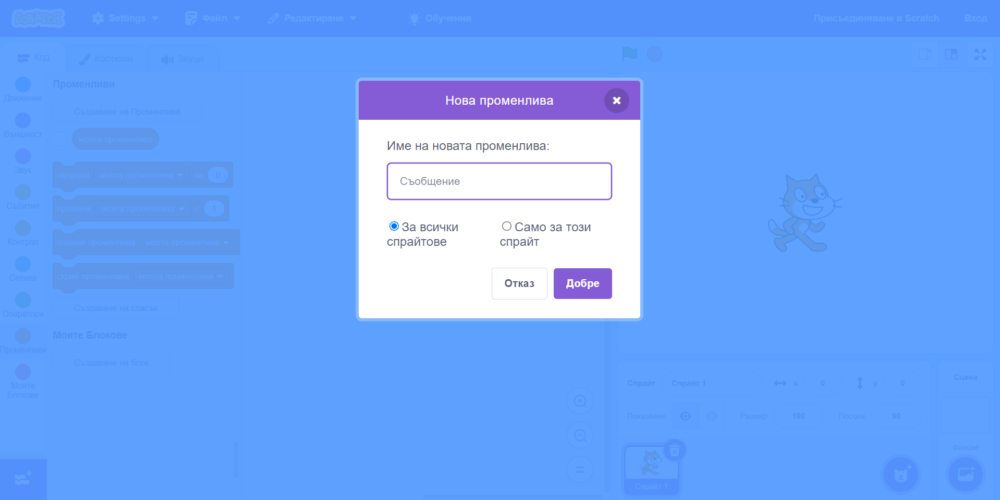 SCRATCH
Settings
Файл
Редактиране
Обучения
Присъединяване в Scratch
Вход
Код
Костюми
Звуци
Движение
Външност
Звук
Събития
Контрол
Сетива
Оператори
Променливи
Моите
Блокове
Променливи
Създаване на Променлива
моята променлива
направи моята променлива на 0
промени моята променлива с 1
покажи променлива моята променлива
скрий променлива моята променлива
Създаване на списък
Моите Блокове
Създаване на блок
Нова променлива
Име на новата променлива:
Съобщение
За всички
спрайтове
Само за този
спрайт
Отказ
Добре
Спрайт Спрайт 1 x 0 y 0
Показване Размер 100 Посока 90
Спрайт 1
Сцена
Фонове